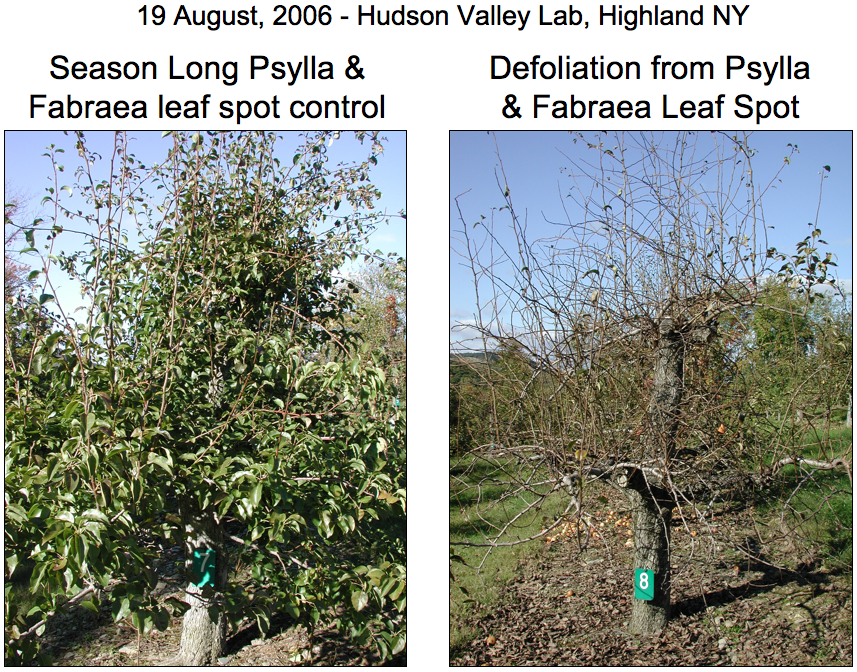 19 August, 2006 - Hudson Valley Lab, Highland NY
Season Long Psylla &
Fabraea leaf spot control
Defoliation from Psylla
& Fabraea Leaf Spot
8